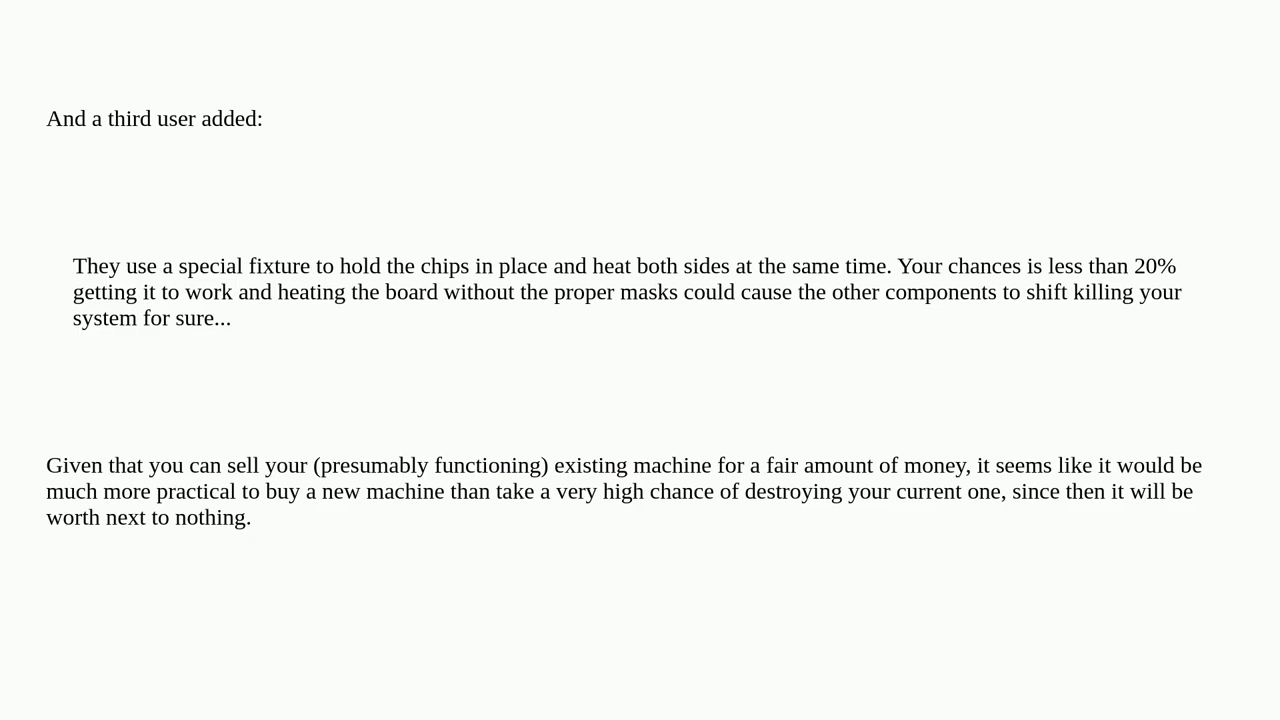 And a third user added:
They use a special fixture to hold the chips in place and heat both sides at the same time. Your chances is less than 20%
getting it to work and heating the board without the proper masks could cause the other components to shift killing your
system for sure...
Given that you can sell your (presumably functioning) existing machine for a fair amount of money, it seems like it would be
much more practical to buy a new machine than take a very high chance of destroying your current one, since then it will be
worth next to nothing.